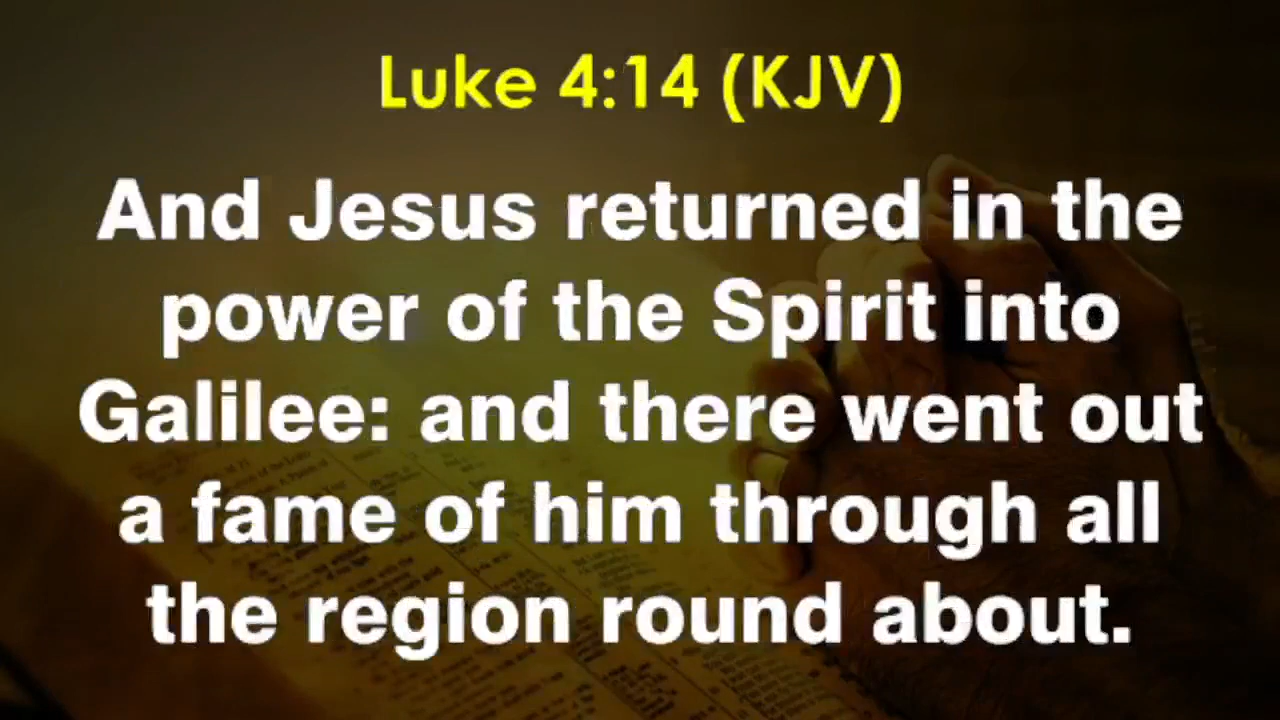 Luke 4:14 (KJV)
And Jesus returned in the
power of the Spirit into
Galilee: and there went out
a fame of him through all
the region round about.